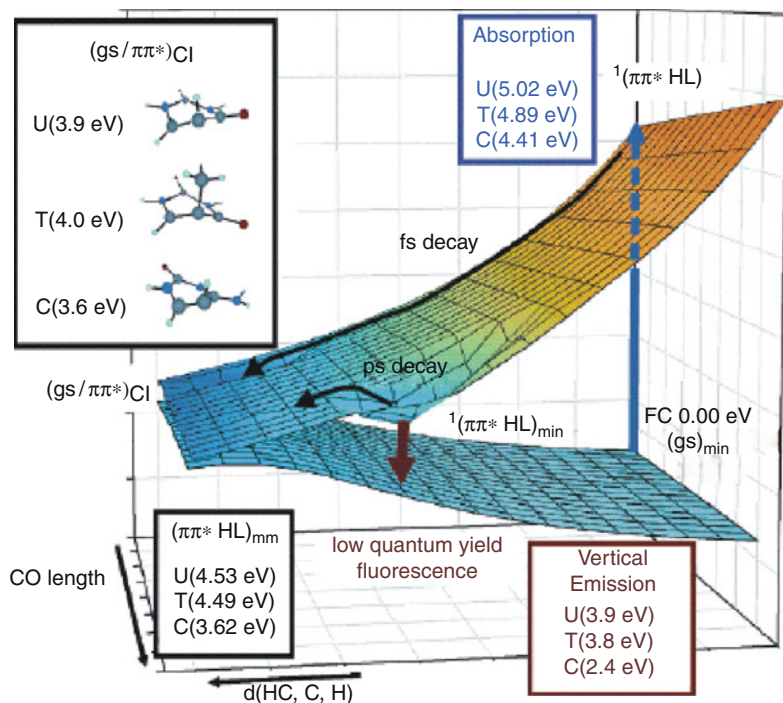 (gs/ππ*)CI
U(3.9 eV)
T(4.0 eV)
C(3.6 eV)
Absorption
U(5.02 eV)
T(4.89 eV)
C(4.41 eV)
¹(ππ* HL)
fs decay
ps decay
(gs/ππ*)CI
¹(ππ* HL)min
FC 0.00 eV
(gs)min
CO length
(ππ* HL)mm
U(4.53 eV)
T(4.49 eV)
C(3.62 eV)
low quantum yield
fluorescence
Vertical
Emission
U(3.9 eV)
T(3.8 eV)
C(2.4 eV)
d(HC, C, H)